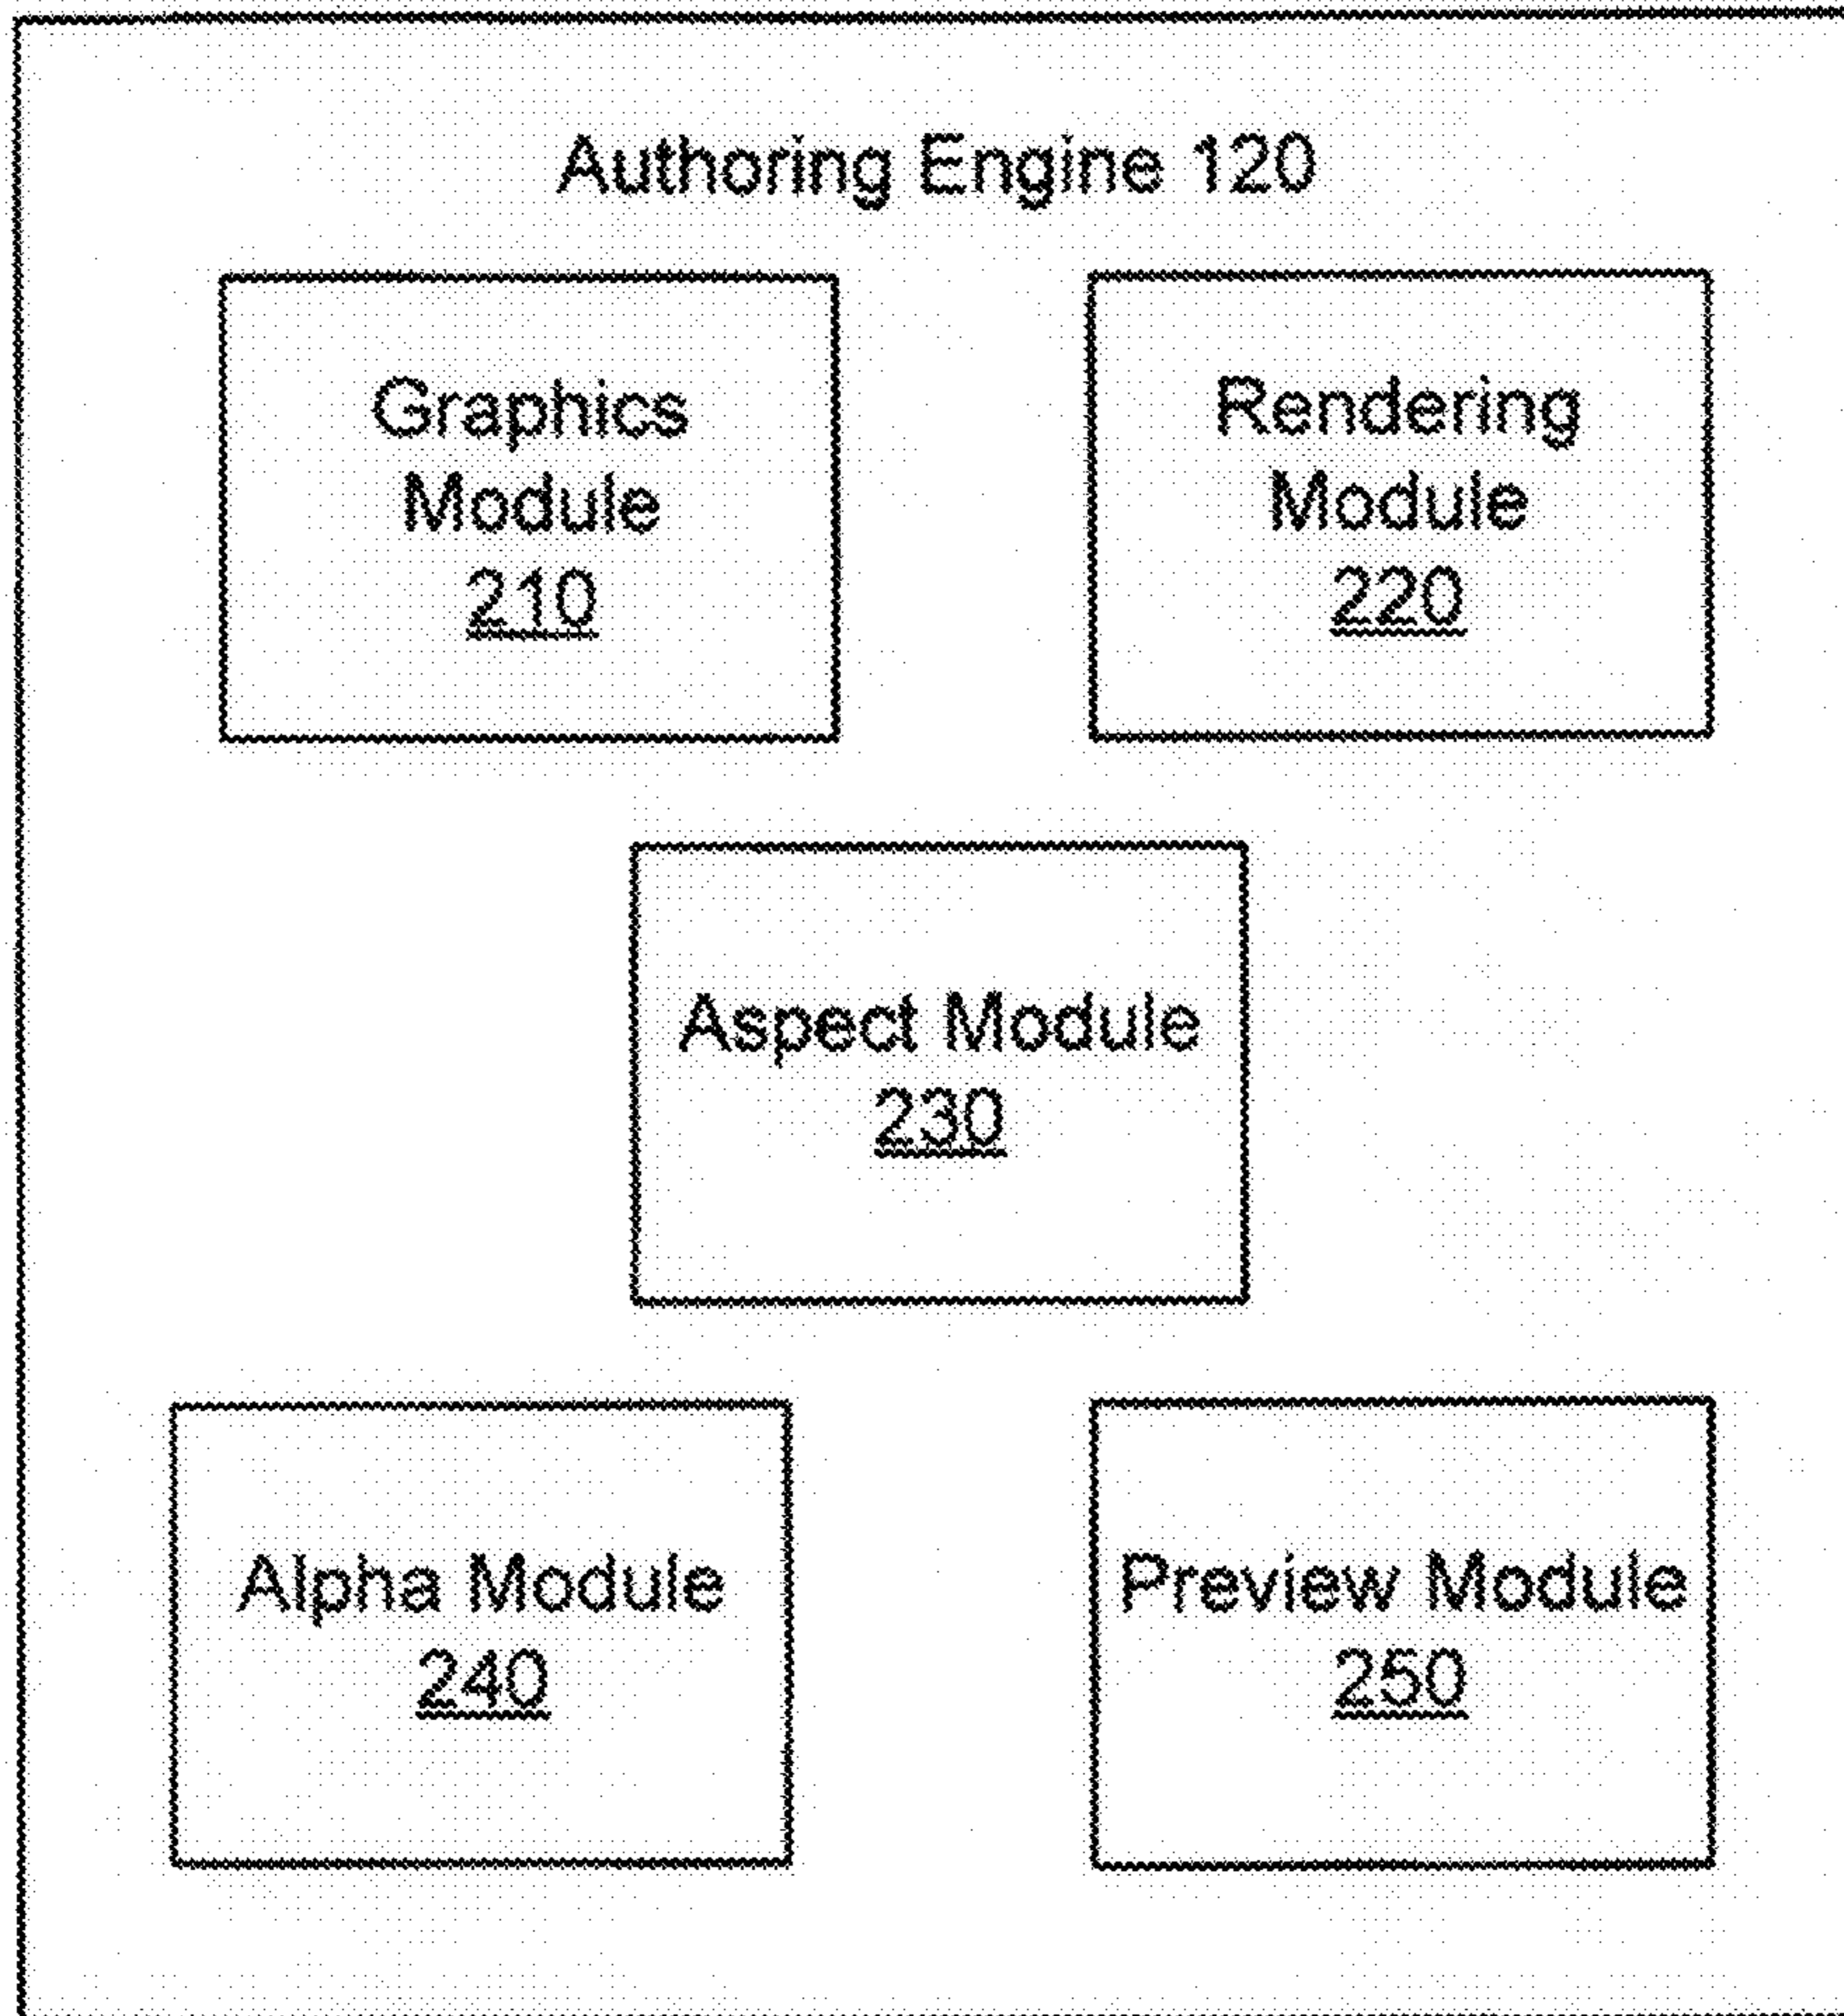 Authoring Engine 120
Graphics
Module
210
Rendering
Module
220
Aspect Module
230
Alpha Module
240
Preview Module
250